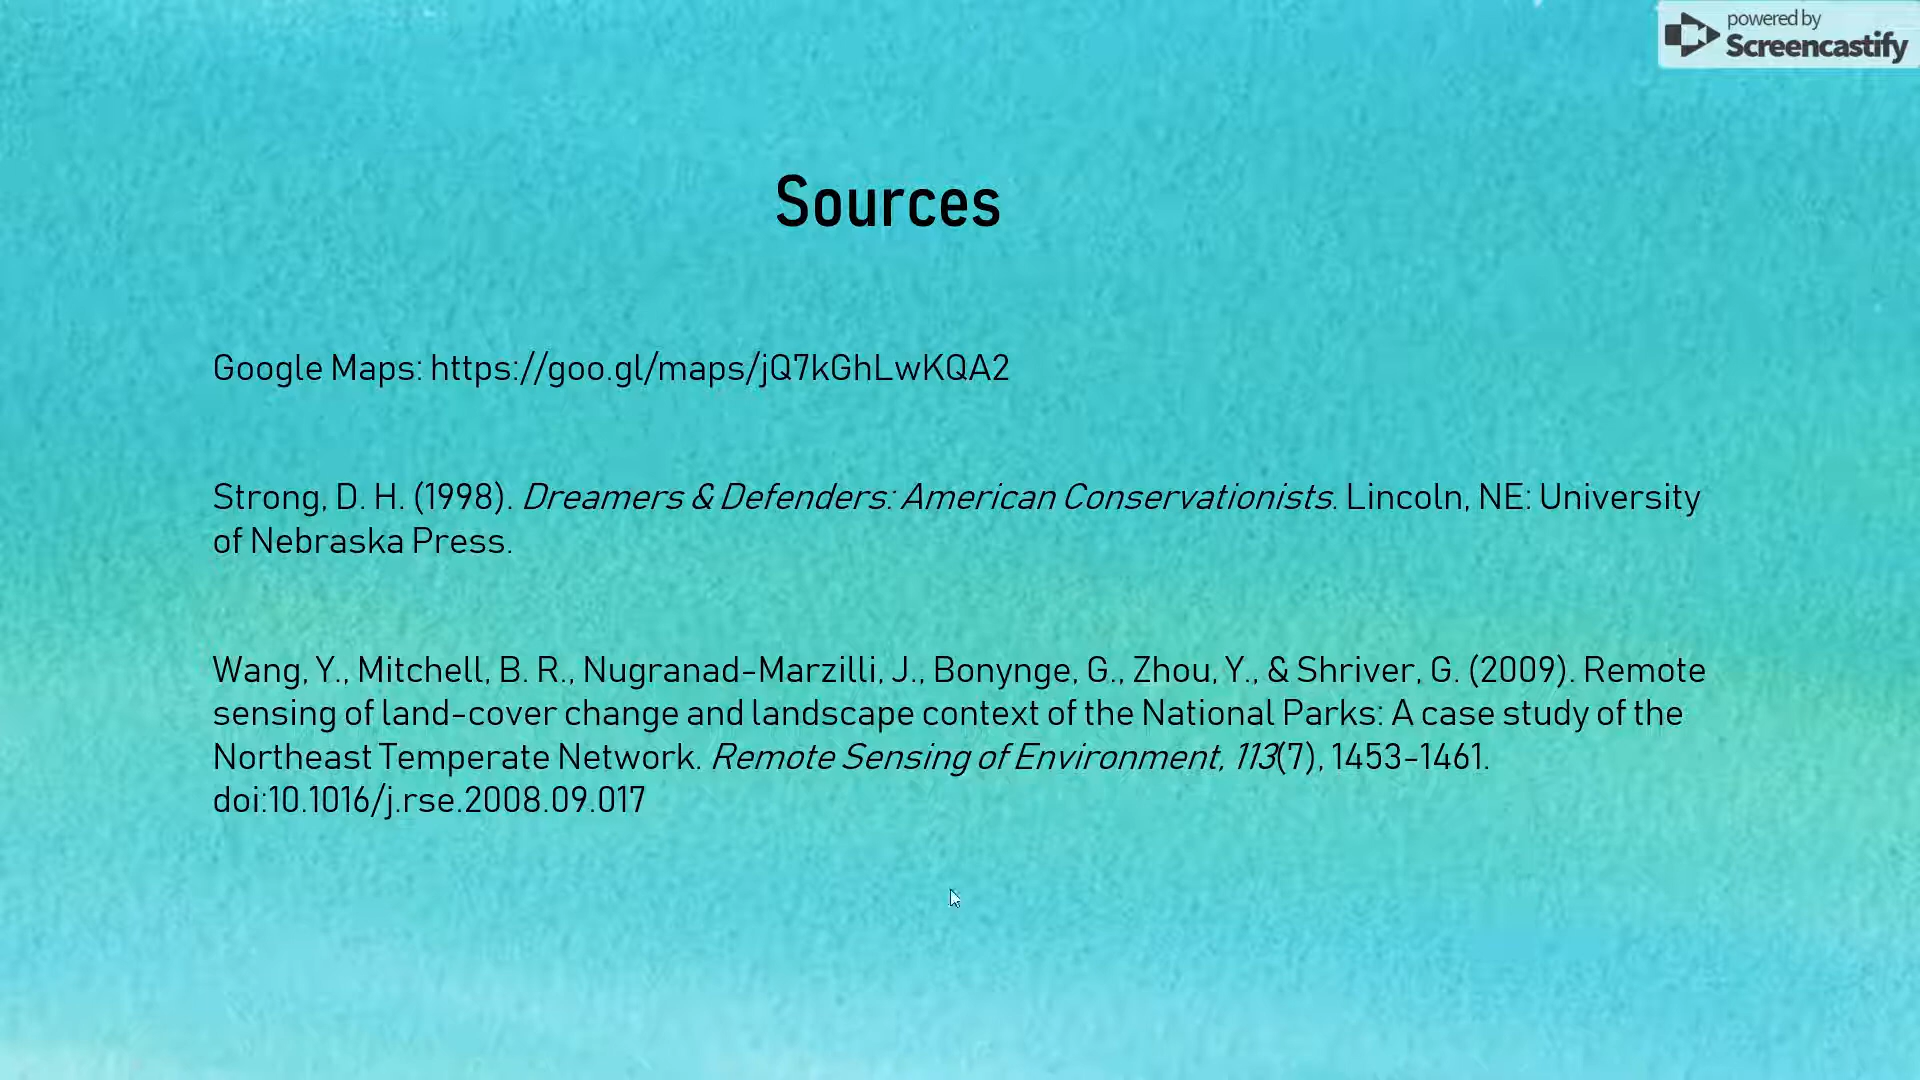 powered by
Screencastify
Sources
Google Maps: https://goo.gl/maps/jQ7kGhLwKQA2
Strong, D. H. (1998). Dreamers & Defenders: American Conservationists. Lincoln, NE: University
of Nebraska Press.
Wang, Y., Mitchell, B. R., Nugranad-Marzilli, J., Bonynge, G., Zhou, Y., & Shriver, G. (2009). Remote
sensing of land-cover change and landscape context of the National Parks: A case study of the
Northeast Temperate Network. Remote Sensing of Environment, 113(7), 1453-1461.
doi:10.1016/j.rse.2008.09.017